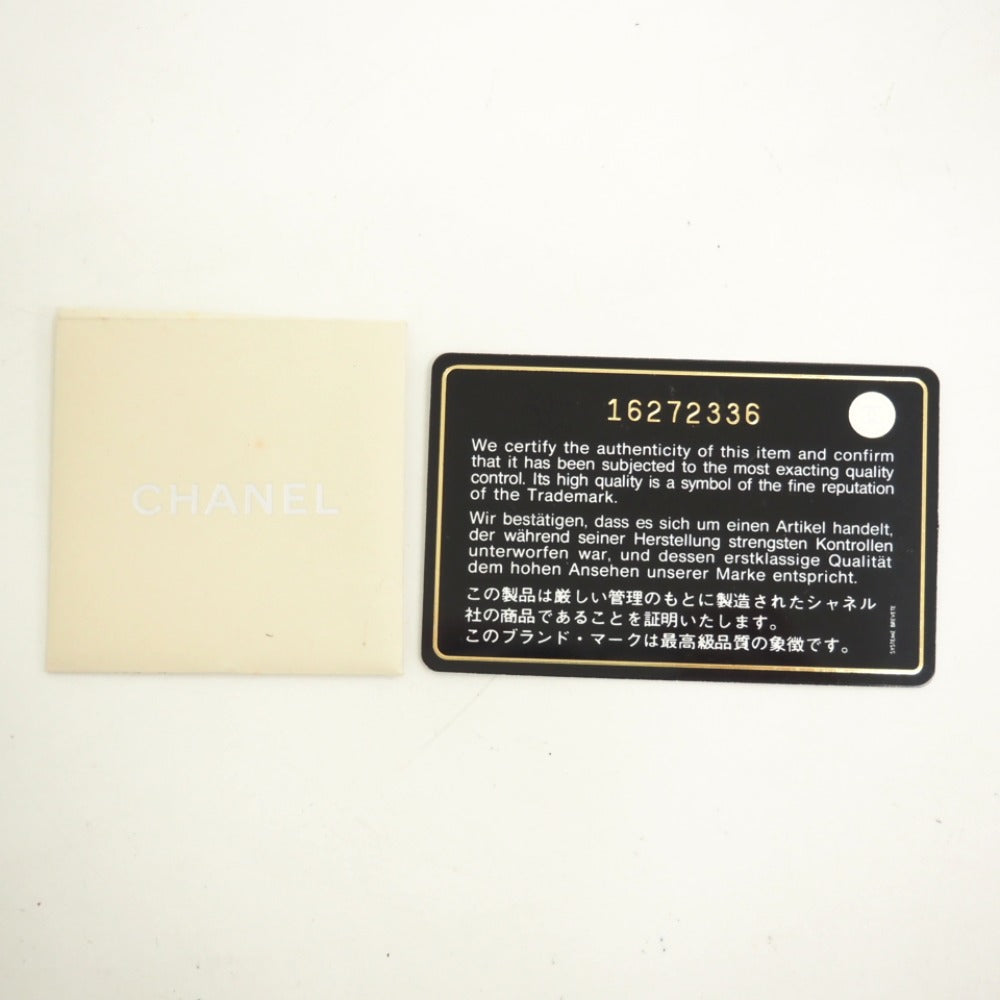 CHANEL
16272336
We certify the authenticity of this item and confirm
that it has been subjected to the most exacting quality
control. Its high quality is a symbol of the fine reputation
of the Trademark.
Wir bestätigen, dass es sich um einen Artikel handelt,
der während seiner Herstellung strengsten Kontrollen
unterworfen war, und dessen erstklassige Qualität
dem hohen Ansehen unserer Marke entspricht.
この製品は厳しい管理のもとに製造されたシャネル
社の商品であることを証明いたします。
このブランド・マークは最高級品質の象徴です。
SYSTEME BREVETE